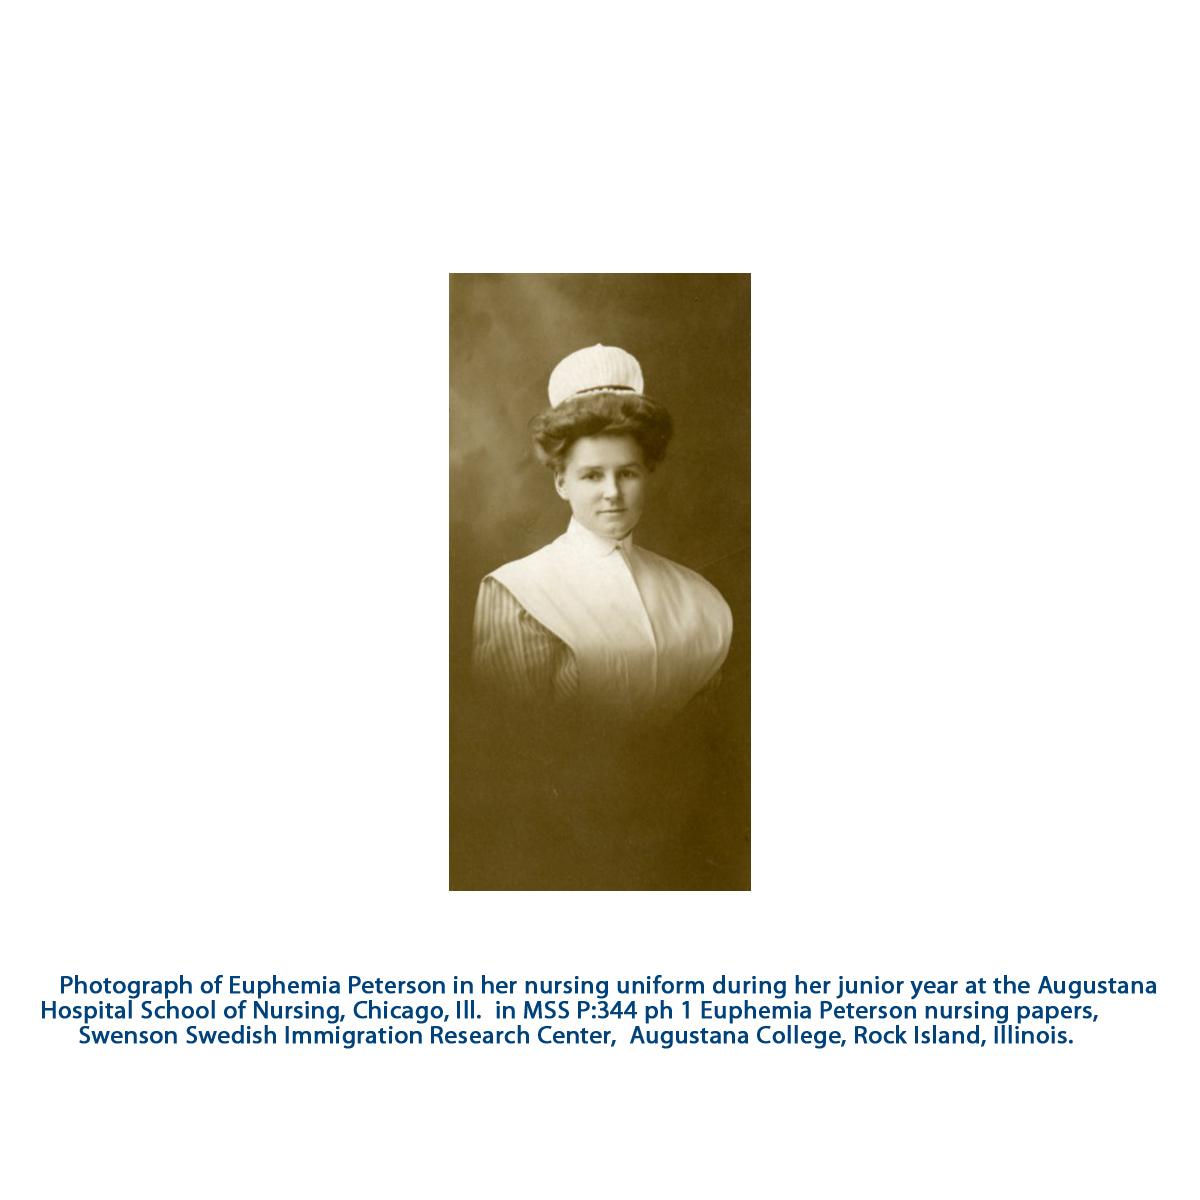 Photograph of Euphemia Peterson in her nursing uniform during her junior year at the Augustana
Hospital School of Nursing, Chicago, Ill.  in MSS P:344 ph 1 Euphemia Peterson nursing papers,
Swenson Swedish Immigration Research Center,  Augustana College, Rock Island, Illinois.